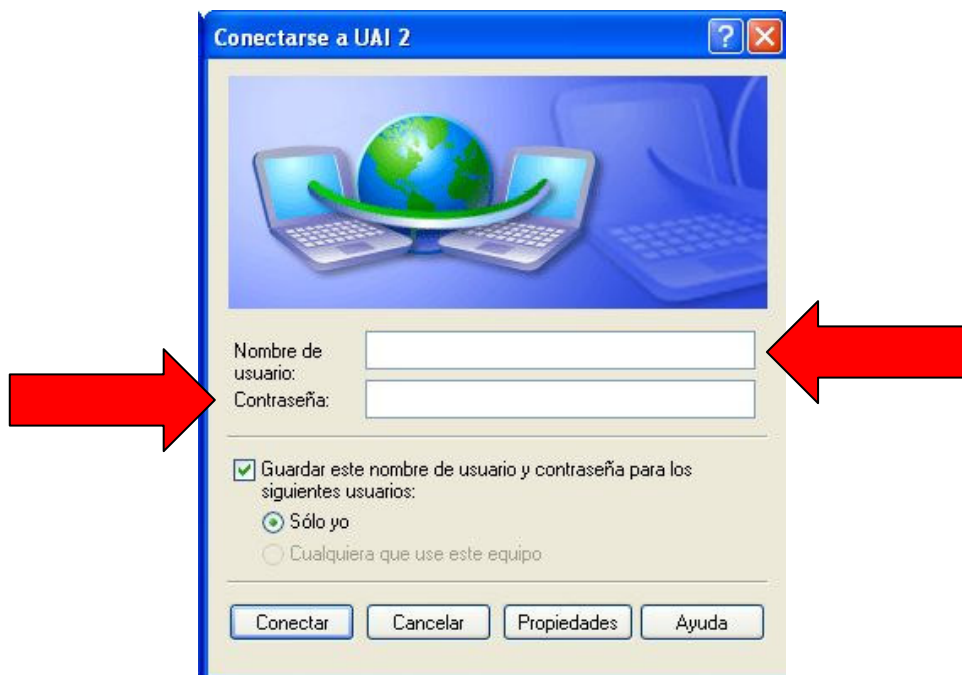 Conectarse a UAI 2
Nombre de
usuario:
Contraseña:
Guardar este nombre de usuario y contraseña para los
siguientes usuarios:
Sólo yo
Cualquiera que use este equipo
Conectar Cancelar Propiedades Ayuda